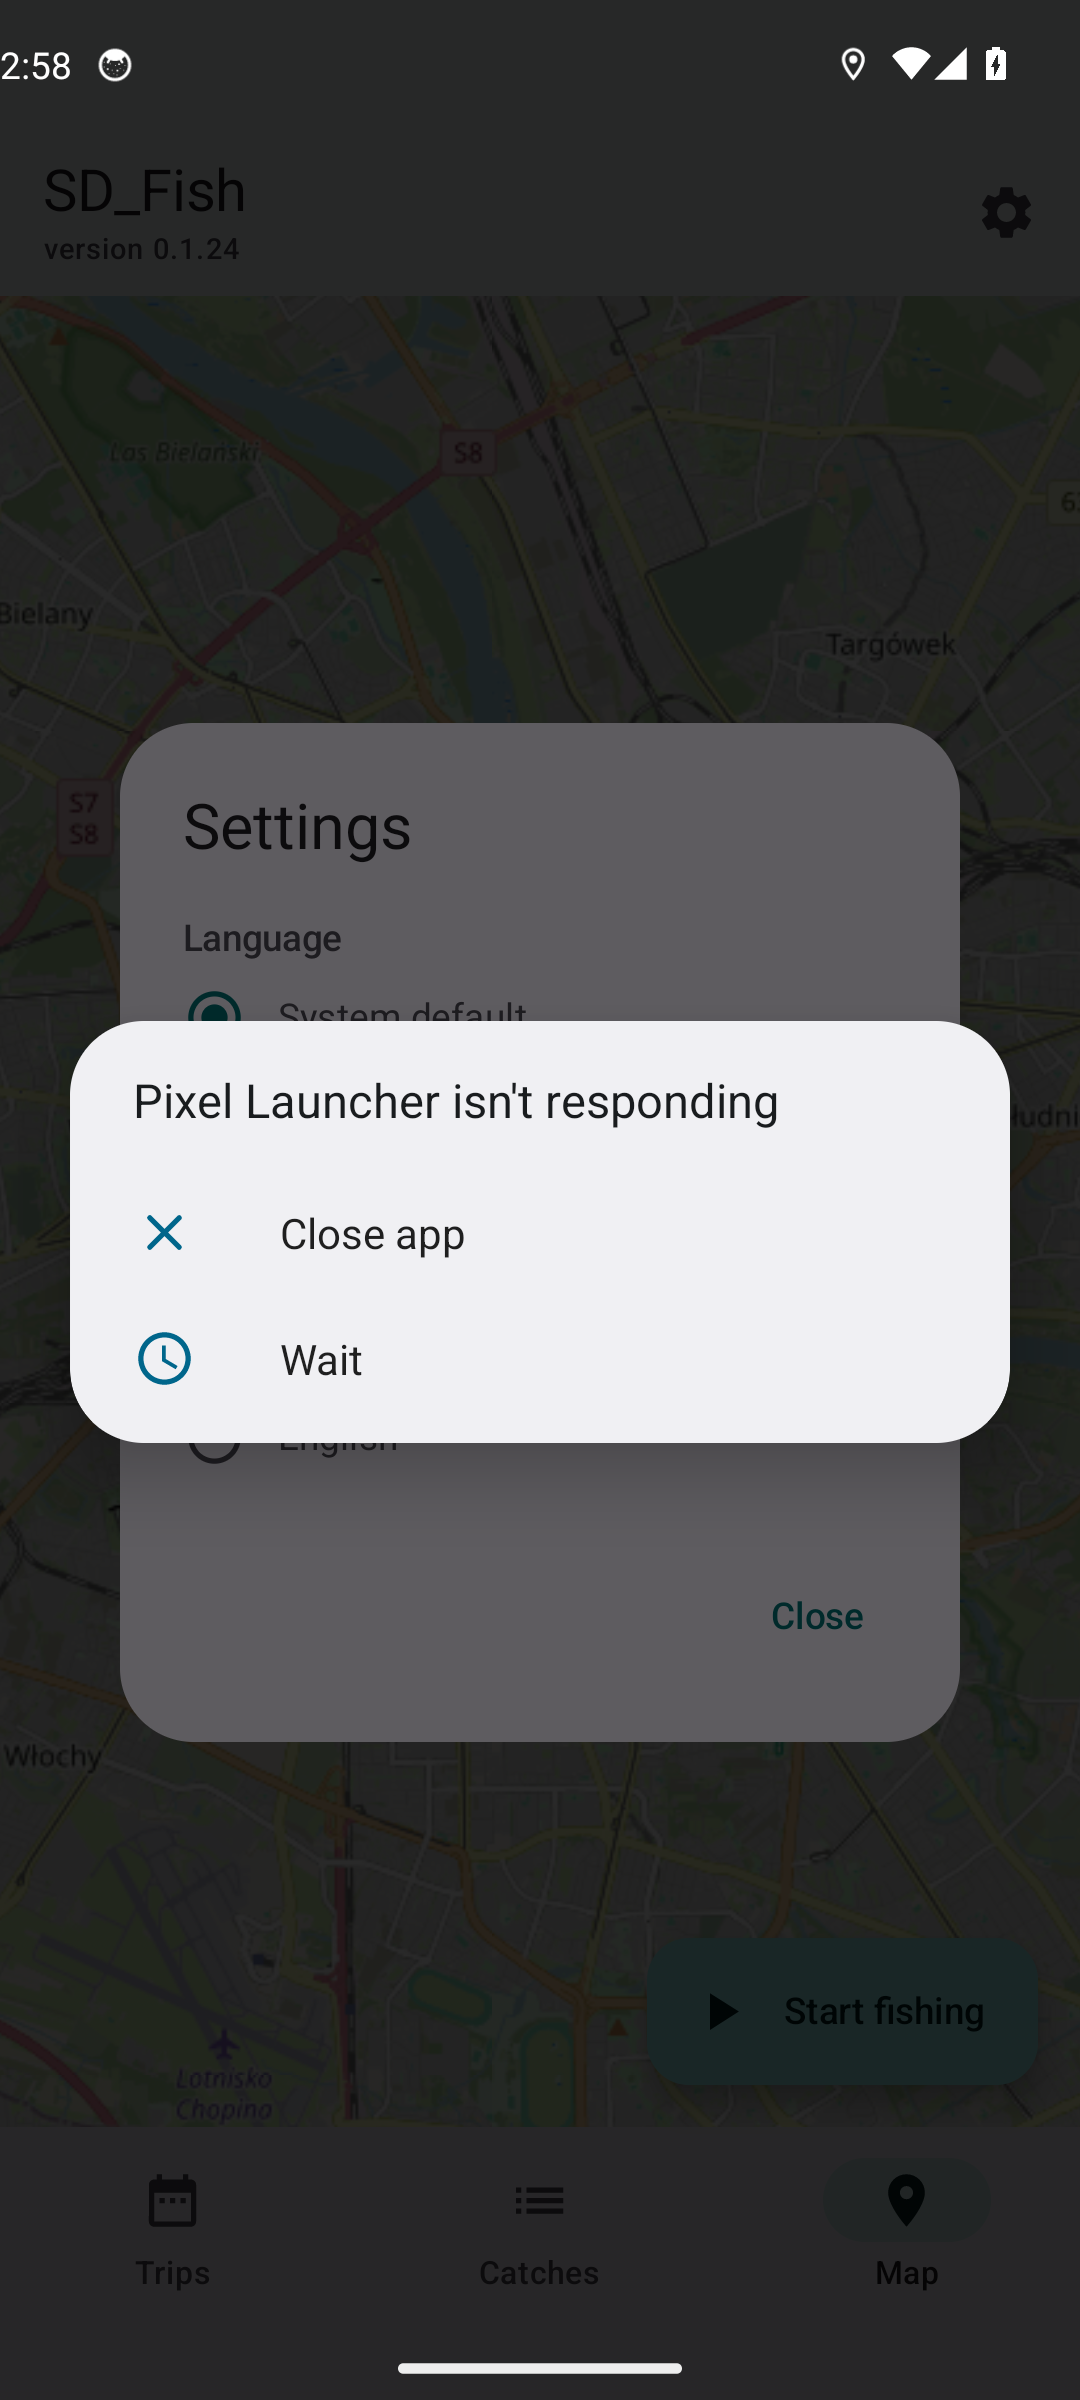 2:58
SD_Fish
version 0.1.24
Las Bielański
S8
Bielany
Targówek
S7
S8
Settings
Language
System default
Pixel Launcher isn't responding
Close app
Wait
English
Close
Włochy
Start fishing
Lotnisko
Chopina
Trips
Catches
Map